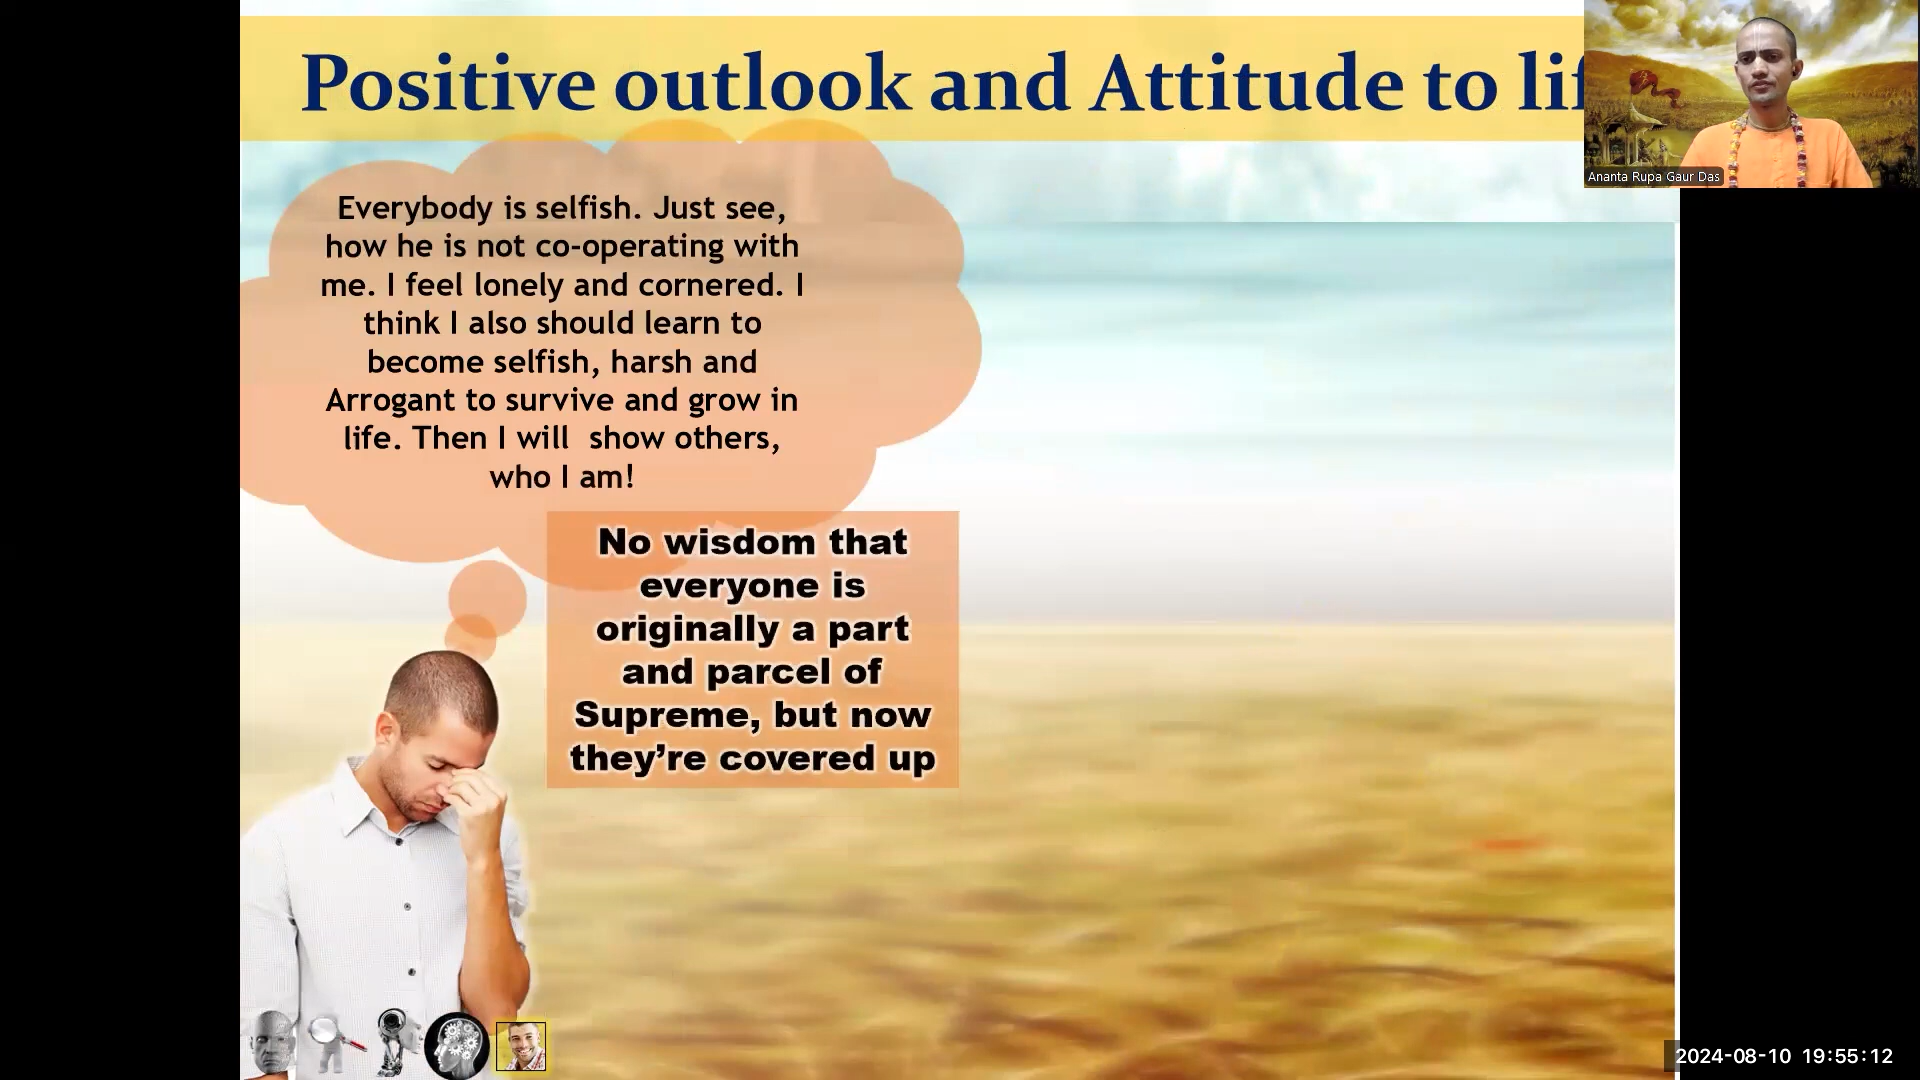 Positive outlook and Attitude to lif
Ananta Rupa Gaur Das
Everybody is selfish. Just see,
how he is not co-operating with
me. I feel lonely and cornered. I
think I also should learn to
become selfish, harsh and
Arrogant to survive and grow in
life. Then I will  show others,
who I am!
No wisdom that
everyone is
originally a part
and parcel of
Supreme, but now
they’re covered up
2024-08-10 19:55:12